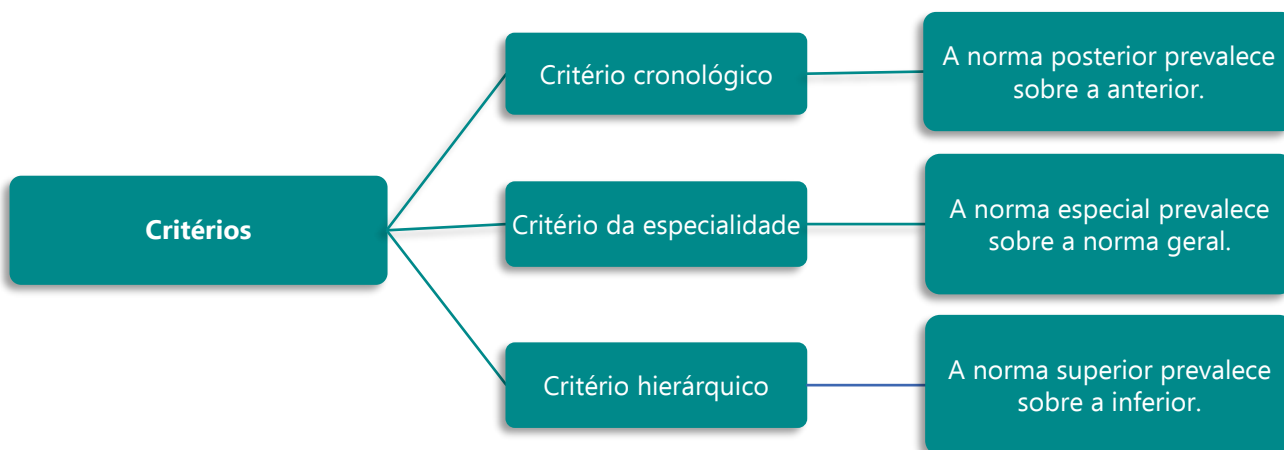 Critérios
Critério cronológico
A norma posterior prevalece
sobre a anterior.
Critério da especialidade
A norma especial prevalece
sobre a norma geral.
Critério hierárquico
A norma superior prevalece
sobre a inferior.